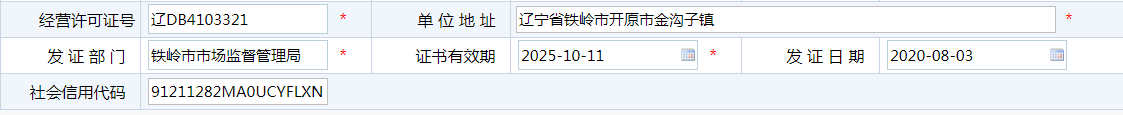 经营许可证号 辽DB4103321 * 单位地址 辽宁省铁岭市开原市金沟子镇 *
发证部门 铁岭市市场监督管理局 * 证书有效期 2025-10-11 * 发证日期 2020-08-03
社会信用代码 91211282MA0UCYFLXN